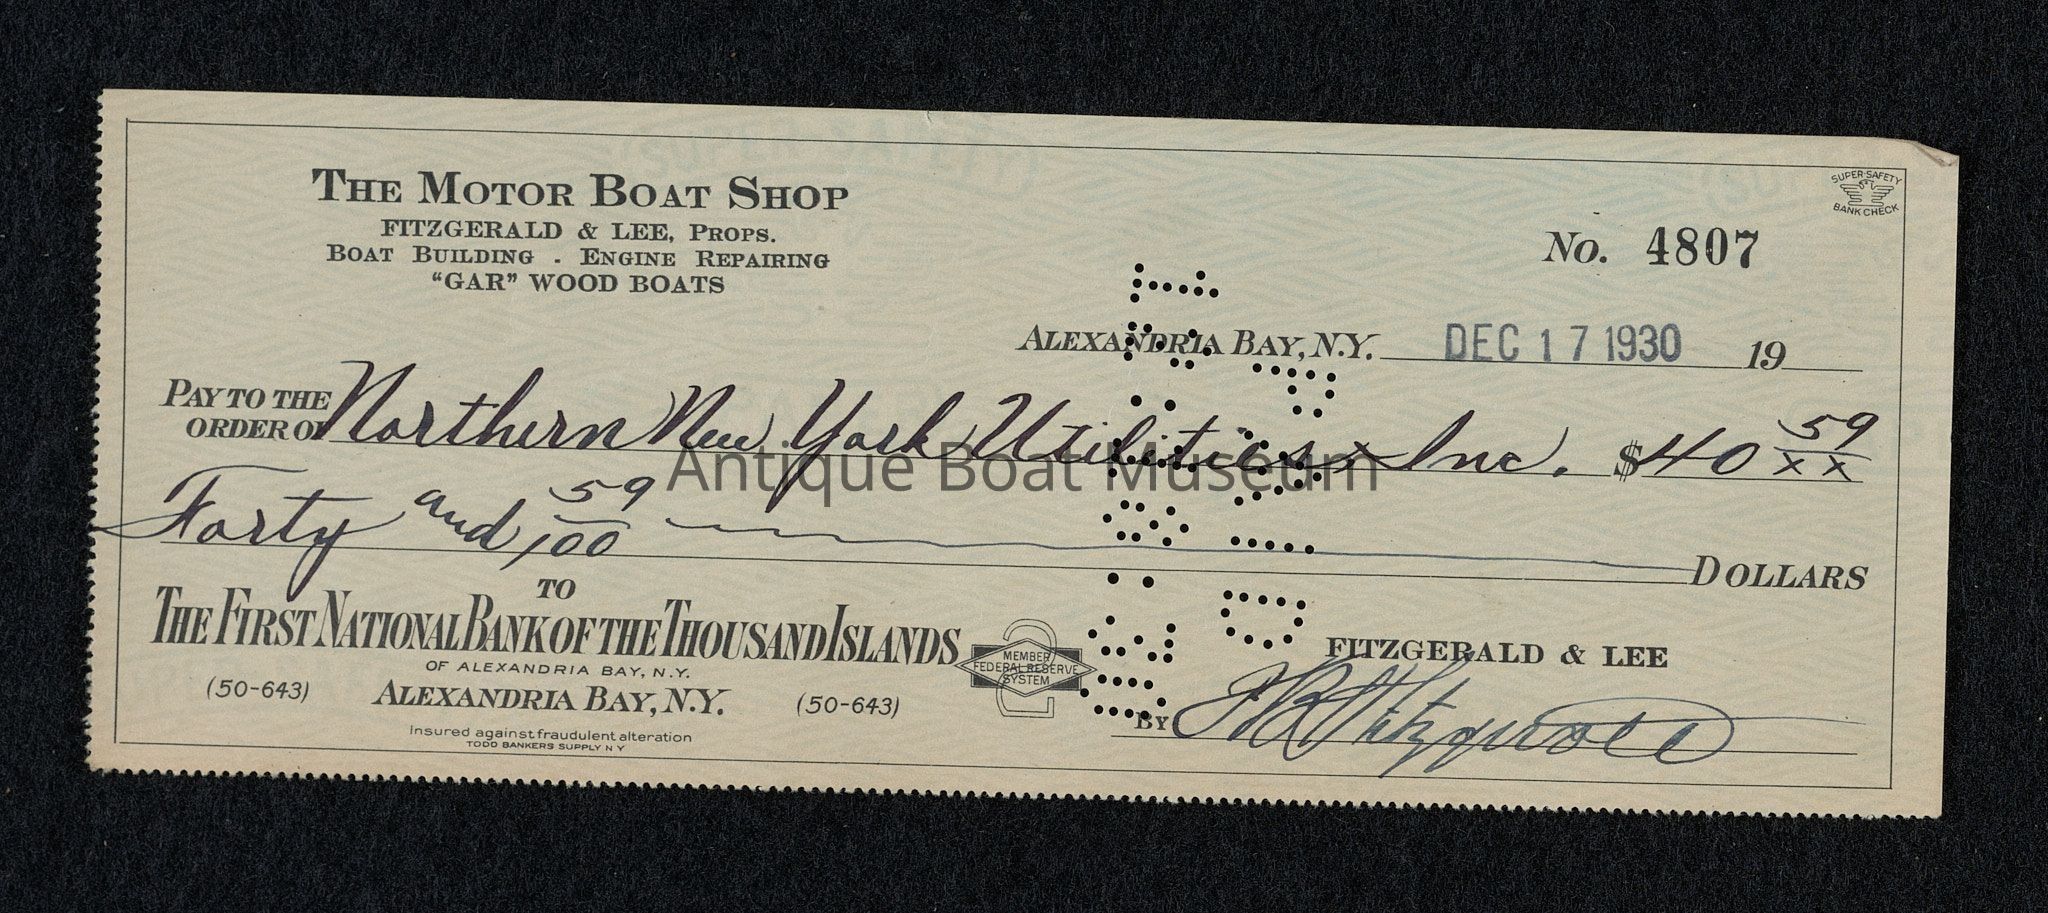 THE MOTOR BOAT SHOP
FITZGERALD & LEE, PROPS.
BOAT BUILDING - ENGINE REPAIRING
"GAR" WOOD BOATS
SUPER-SAFETY
BANK CHECK
No. 4807
ALEXANDRIA BAY, N.Y. DEC 17 1930 19
PAY TO THE
ORDER OF Northern New York Utilities x Inc. $40 59/xx
Antique Boat Museum
Forty and 59/100 DOLLARS
TO
THE FIRST NATIONAL BANK OF THE THOUSAND ISLANDS
OF ALEXANDRIA BAY, N.Y.
(50-643) ALEXANDRIA BAY, N.Y. (50-643)
MEMBER
FEDERAL RESERVE
SYSTEM
2
Insured against fraudulent alteration
TODD BANKERS SUPPLY N Y
FITZGERALD & LEE
BY Fitzgerald
PAID